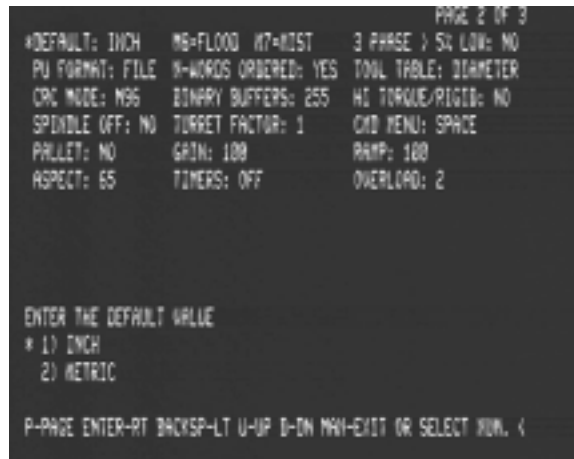 PAGE 2 OF 3
*DEFAULT: INCH M8=FLOOD M7=MIST 3 PHASE > 5% LOW: NO
PU FORMAT: FILE N-WORDS ORDERED: YES TOOL TABLE: DIAMETER
CRC MODE: M96 BINARY BUFFERS: 255 HI TORQUE/RIGID: NO
SPINDLE OFF: NO TURRET FACTOR: 1 CMD MENU: SPACE
PALLET: NO GAIN: 100 RAMP: 100
ASPECT: 65 TIMERS: OFF OVERLOAD: 2
ENTER THE DEFAULT VALUE
* 1) INCH
2) METRIC
P-PAGE ENTER-RT BACKSP-LT U-UP D-DN MAN-EXIT OR SELECT NUM. <